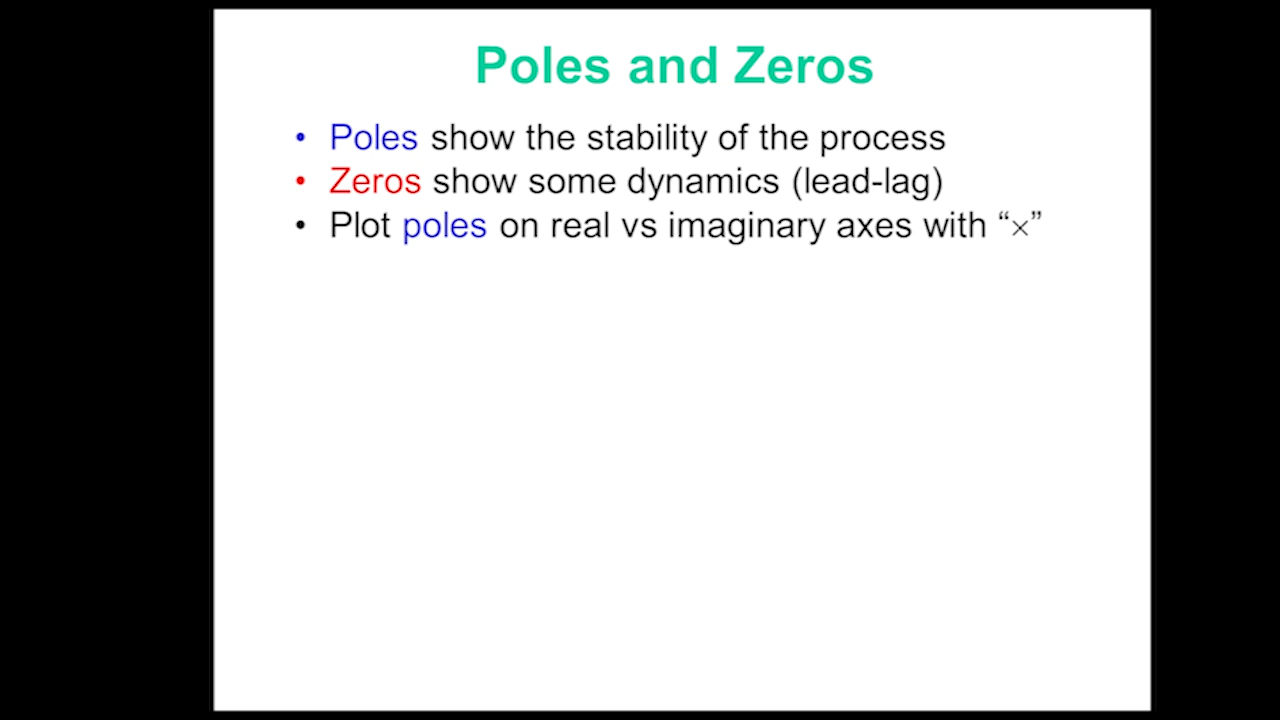 Poles and Zeros
• Poles show the stability of the process
• Zeros show some dynamics (lead-lag)
• Plot poles on real vs imaginary axes with “×”